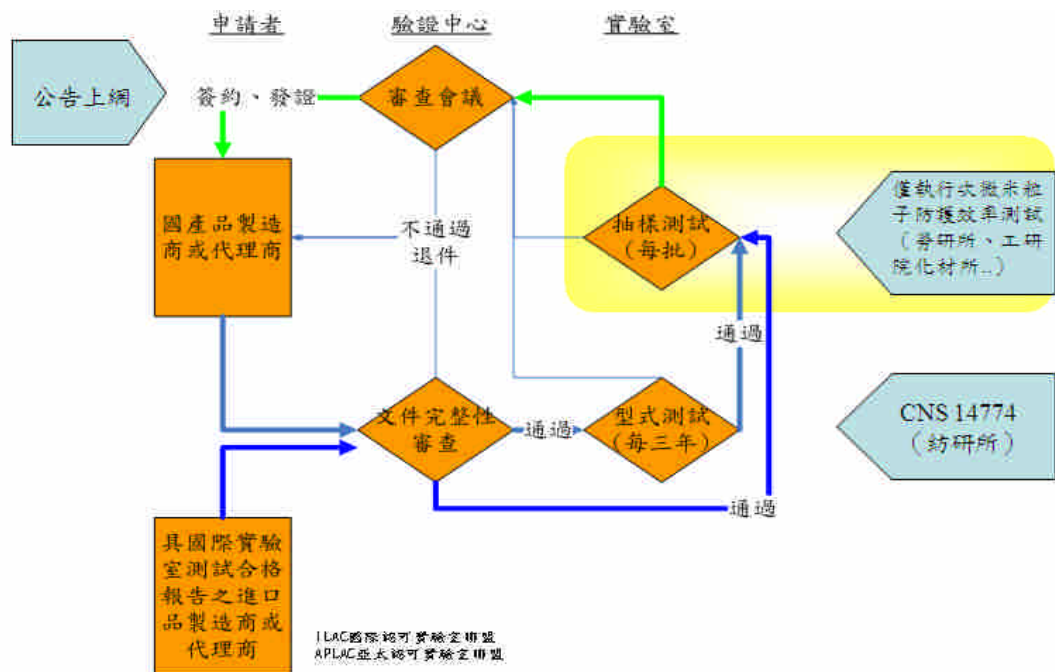 申請者
驗證中心
實驗室
公告上網
簽約、發證
審查會議
國產品製造
商或代理商
不通過
退件
抽樣測試
(每批)
僅執行次微米粒
子防護效率測試
(勞研所、工研
院化材所..)
通過
文件完整性
審查
通過
型式測試
(每三年)
CNS 14774
(紡研所)
通過
具國際實驗
室測試合格
報告之進口
品製造商或
代理商
ILAC國際認可實驗室聯盟
APLAC亞太認可實驗室聯盟